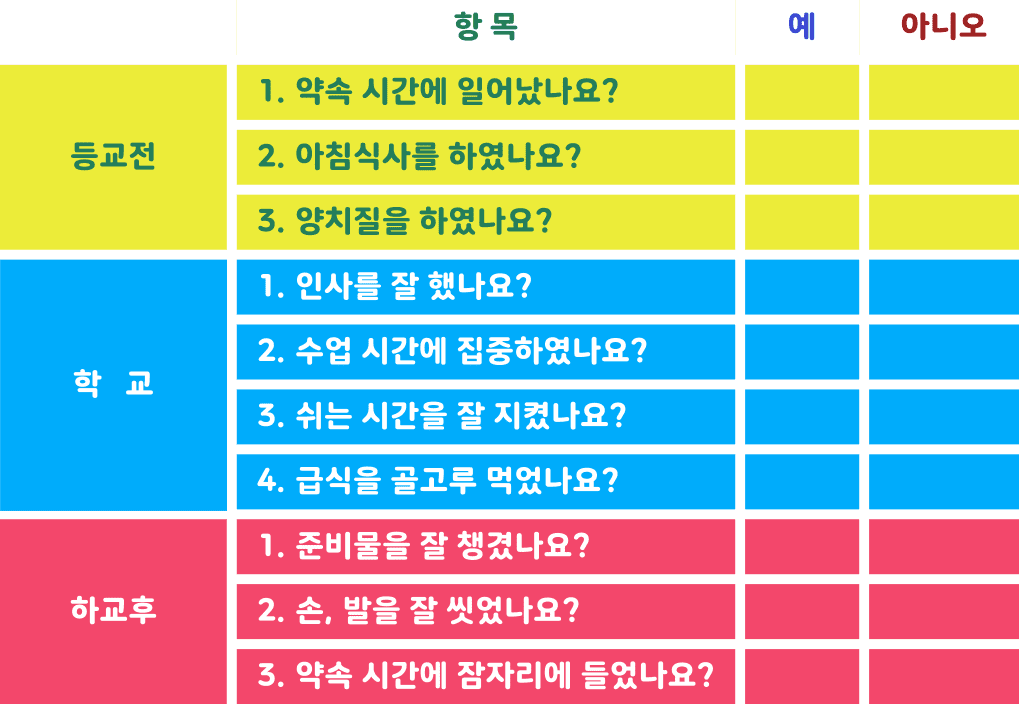 항 목 예 아니오
등교전
1. 약속 시간에 일어났나요?
2. 아침식사를 하였나요?
3. 양치질을 하였나요?
학 교
1. 인사를 잘 했나요?
2. 수업 시간에 집중하였나요?
3. 쉬는 시간을 잘 지켰나요?
4. 급식을 골고루 먹었나요?
하교후
1. 준비물을 잘 챙겼나요?
2. 손, 발을 잘 씻었나요?
3. 약속 시간에 잠자리에 들었나요?